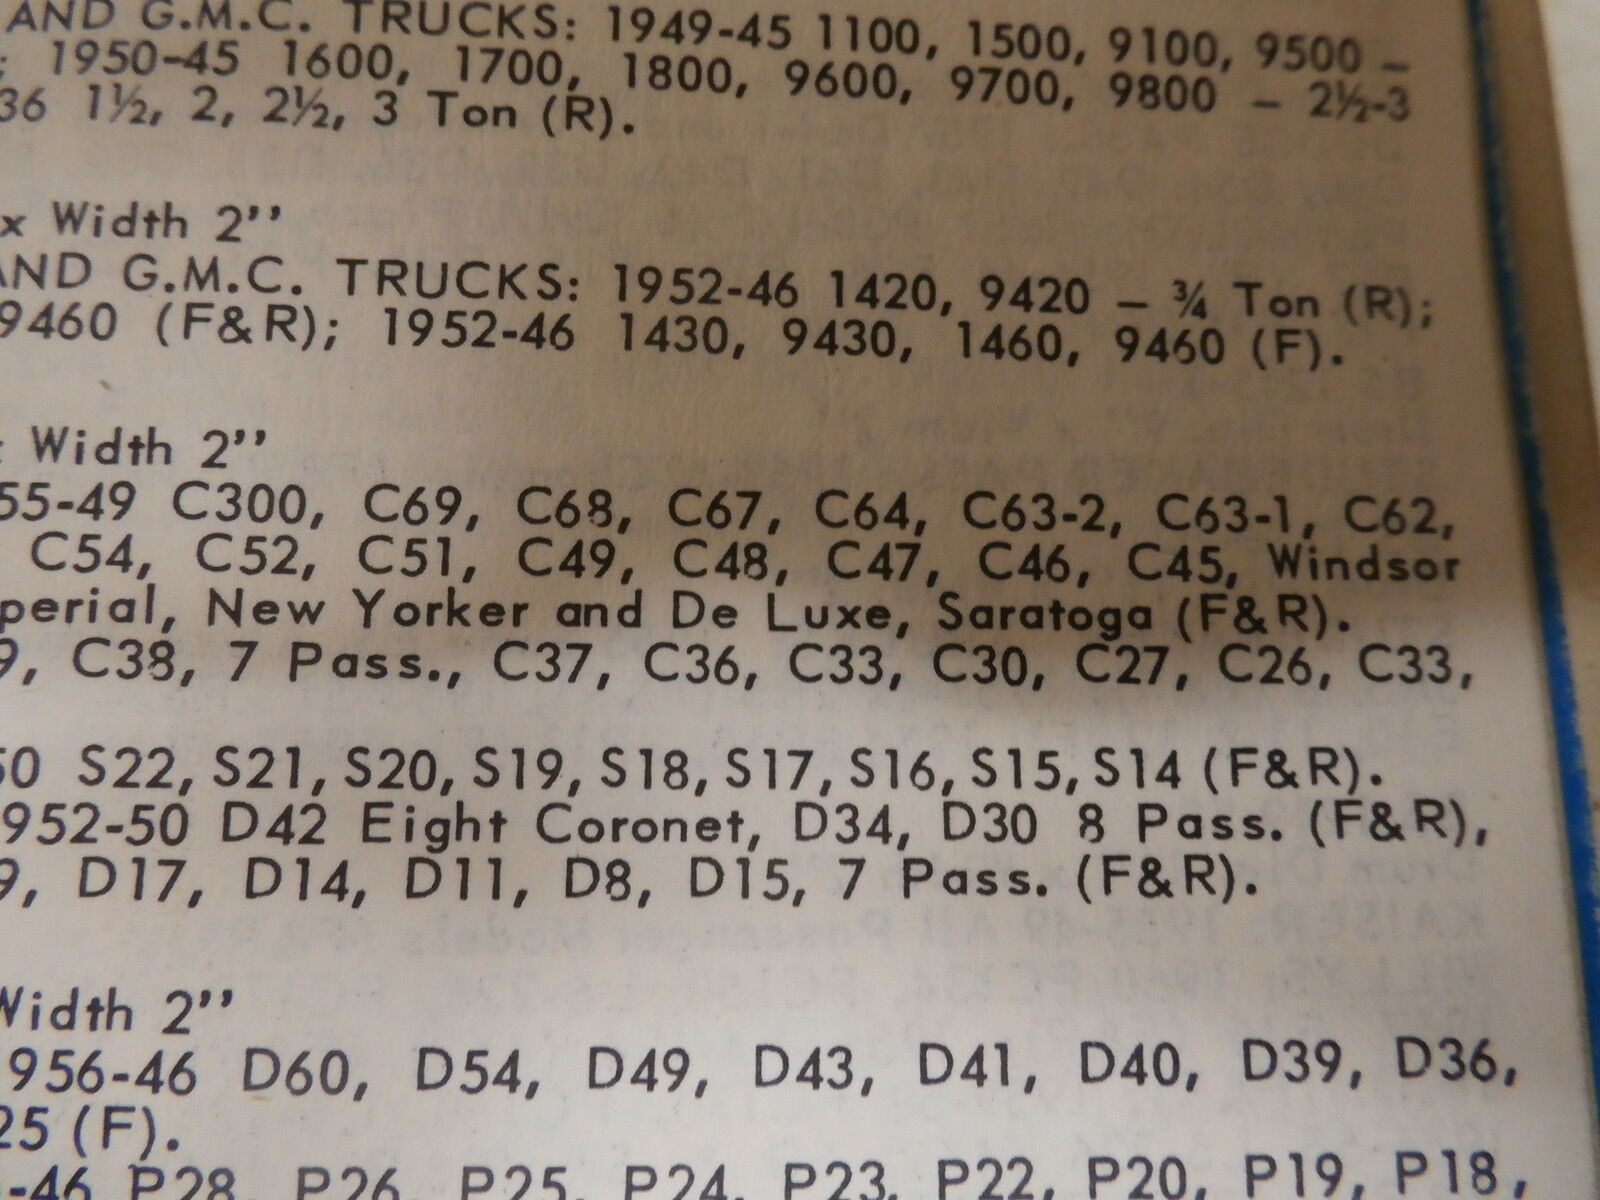 AND G.M.C. TRUCKS: 1949-45 1100, 1500, 9100, 9500 –
; 1950-45 1600, 1700, 1800, 9600, 9700, 9800 – 2½-3
36 1½, 2, 2½, 3 Ton (R).
x Width 2''
AND G.M.C. TRUCKS: 1952-46 1420, 9420 – ¾ Ton (R);
9460 (F&R); 1952-46 1430, 9430, 1460, 9460 (F).
Width 2''
55-49 C300, C69, C68, C67, C64, C63-2, C63-1, C62,
C54, C52, C51, C49, C48, C47, C46, C45, Windsor
perial, New Yorker and De Luxe, Saratoga (F&R).
9, C38, 7 Pass., C37, C36, C33, C30, C27, C26, C33,
50 S22, S21, S20, S19, S18, S17, S16, S15, S14 (F&R).
952-50 D42 Eight Coronet, D34, D30 8 Pass. (F&R),
9, D17, D14, D11, D8, D15, 7 Pass. (F&R).
Width 2''
956-46 D60, D54, D49, D43, D41, D40, D39, D36,
25 (F).
-46 P28, P26, P25, P24, P23, P22, P20, P19, P18,